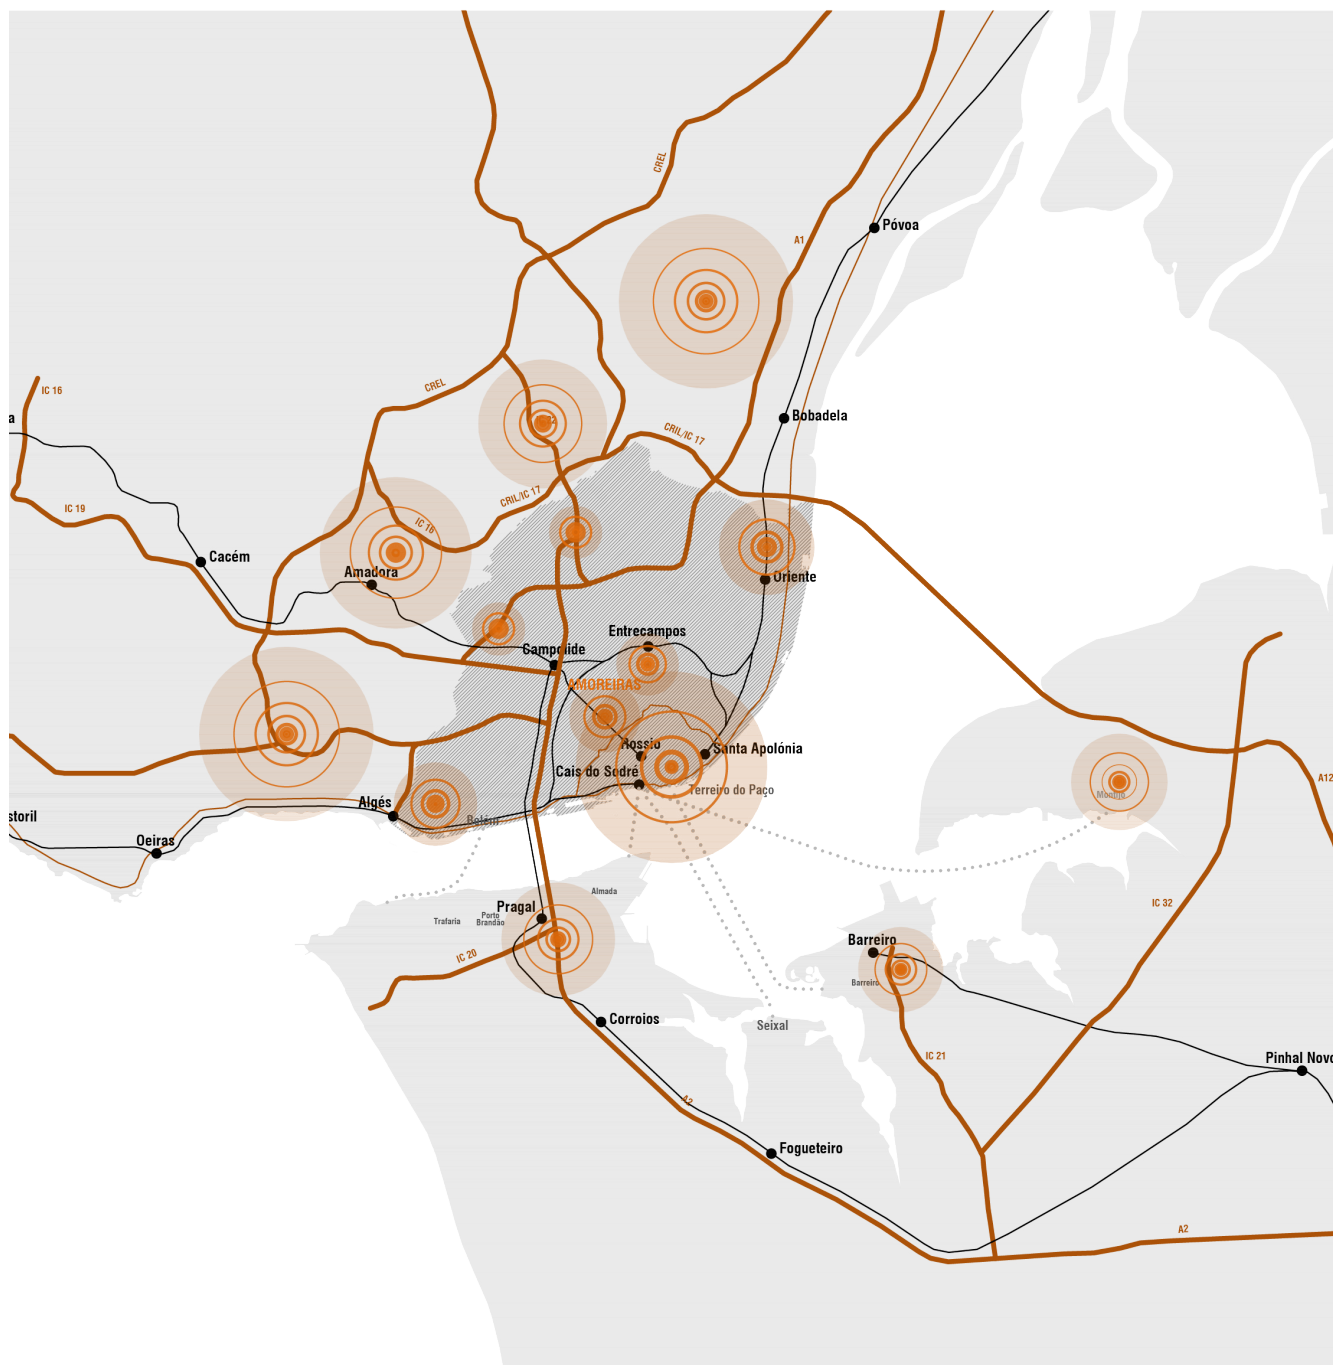 CREL
Póvoa
A1
CREL
IC 16
a
Bobadela
CRIL/IC 17
CRIL/IC 17
IC 19
IC 16
Cacém
Amadora
Oriente
Entrecampos
Campolide
AMOREIRAS
Rossio
Santa Apolónia
Cais do Sodré
Terreiro do Paço
Montijo
A12
Algés
Belém
storil
Oeiras
Almada
Pragal
Trafaria
Porto
Brandão
IC 20
IC 32
Barreiro
Barreiro
Corroios
Seixal
IC 21
Pinhal Novo
A2
Fogueteiro
A2